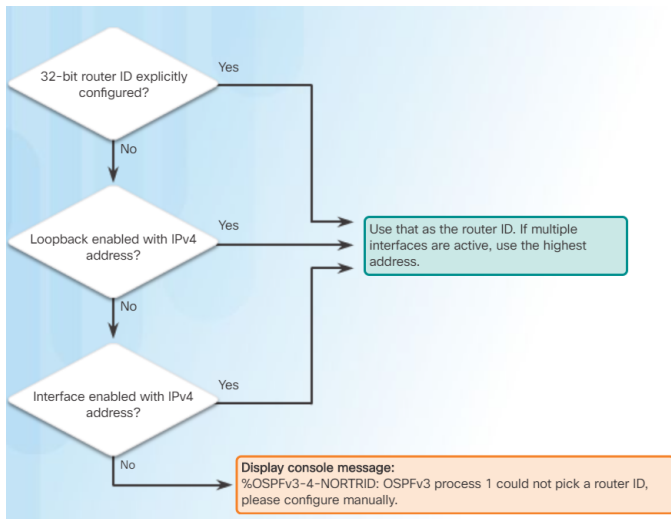 32-bit router ID explicitly
configured?
Yes
No
Loopback enabled with IPv4
address?
Yes
Use that as the router ID. If multiple
interfaces are active, use the highest
address.
No
Interface enabled with IPv4
address?
Yes
No
Display console message:
%OSPFv3-4-NORTRID: OSPFv3 process 1 could not pick a router ID,
please configure manually.